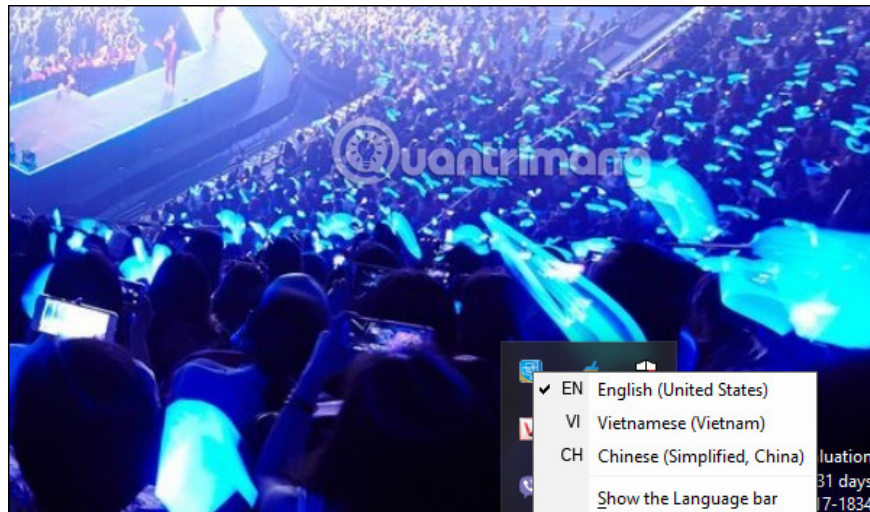 Quantrimang
EN English (United States)
VI Vietnamese (Vietnam)
CH Chinese (Simplified, China)
Show the Language bar
luation
31 days
17-1834